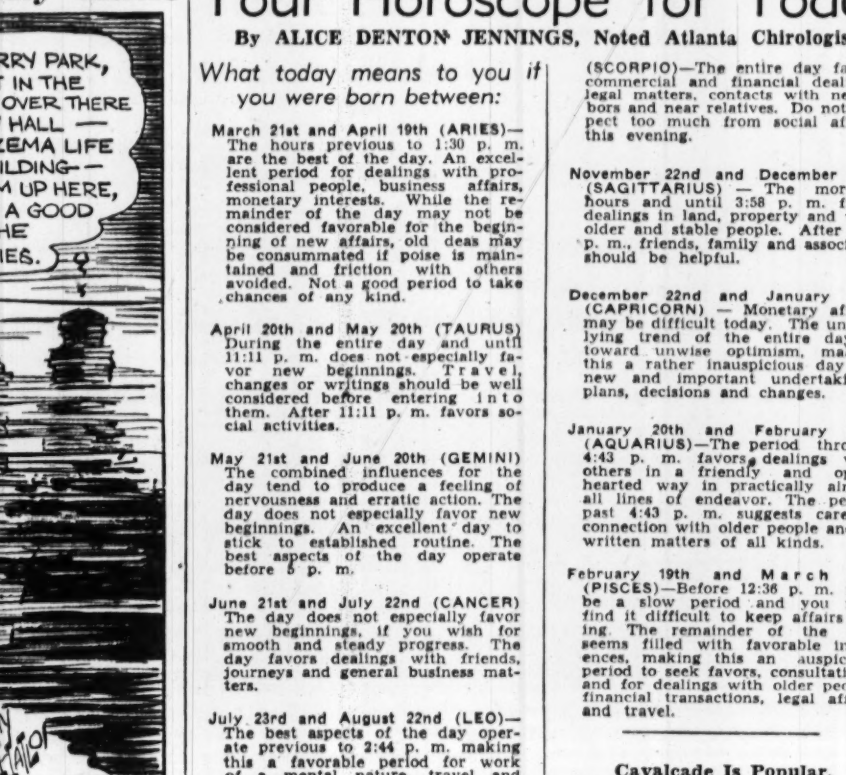 RRY PARK,
IN THE
OVER THERE
HALL —
ZEMA LIFE
ILDING--
UP HERE,
A GOOD
HE
IES.
Your Horoscope for
By ALICE DENTON JENNINGS, Noted Atlanta Chirologis
What today means to you if
you were born between:
March 21st and April 19th (ARIES)—
The hours previous to 1:30 p. m.
are the best of the day. An excel-
lent period for dealings with pro-
fessional people, business affairs,
monetary interests. While the re-
mainder of the day may not be
considered favorable for the begin-
ning of new affairs, old deas may
be consummated if poise is main-
tained and friction with others
avoided. Not a good period to take
chances of any kind.
April 20th and May 20th (TAURUS)
During the entire day and until
11:11 p. m. does not especially fa-
vor new beginnings. Travel,
changes or writings should be well
considered before entering into
them. After 11:11 p. m. favors so-
cial activities.
May 21st and June 20th (GEMINI)
The combined influences for the
day tend to produce a feeling of
nervousness and erratic action. The
day does not especially favor new
beginnings. An excellent day to
stick to established routine. The
best aspects of the day operate
before 5 p. m.
June 21st and July 22nd (CANCER)
The day does not especially favor
new beginnings, if you wish for
smooth and steady progress. The
day favors dealings with friends,
journeys and general business mat-
ters.
July 23rd and August 22nd (LEO)—
The best aspects of the day oper-
ate previous to 2:44 p. m. making
this a favorable period for work
of a mental nature, travel and
(SCORPIO)—The entire day fa
commercial and financial deal
legal matters, contacts with ne
bors and near relatives. Do not
pect too much from social af
this evening.
November 22nd and December
(SAGITTARIUS) — The mor
hours and until 3:58 p. m. f
dealings in land, property and
older and stable people. After
p. m., friends, family and associ
should be helpful.
December 22nd and January
(CAPRICORN) — Monetary af
may be difficult today. The un
lying trend of the entire day
toward unwise optimism, ma
this a rather inauspicious day
new and important undertaki
plans, decisions and changes.
January 20th and February
(AQUARIUS)—The period thro
4:43 p. m. favors dealings
others in a friendly and op
hearted way in practically al
all lines of endeavor. The pe
past 4:43 p. m. suggests care
connection with older people an
written matters of all kinds.
February 19th and March
(PISCES)—Before 12:36 p. m.
be a slow period and you
find it difficult to keep affairs
ing. The remainder of the
seems filled with favorable in
ences, making this an auspic
period to seek favors, consultati
and for dealings with older peo
financial transactions, legal af
and travel.
Cavalcade Is Popular.